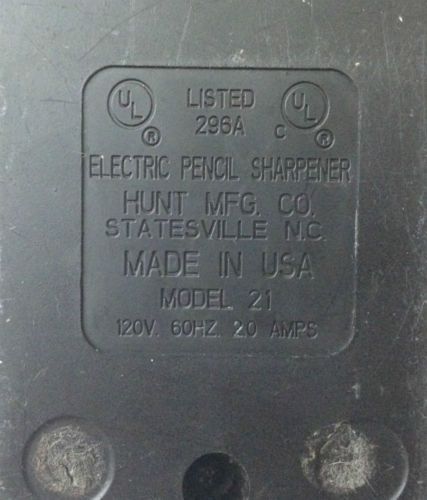 UL ® LISTED C UL ®
296A
ELECTRIC PENCIL SHARPENER
HUNT MFG. CO.
STATESVILLE N.C.
MADE IN USA
MODEL 21
120V. 60HZ. 2.0 AMPS